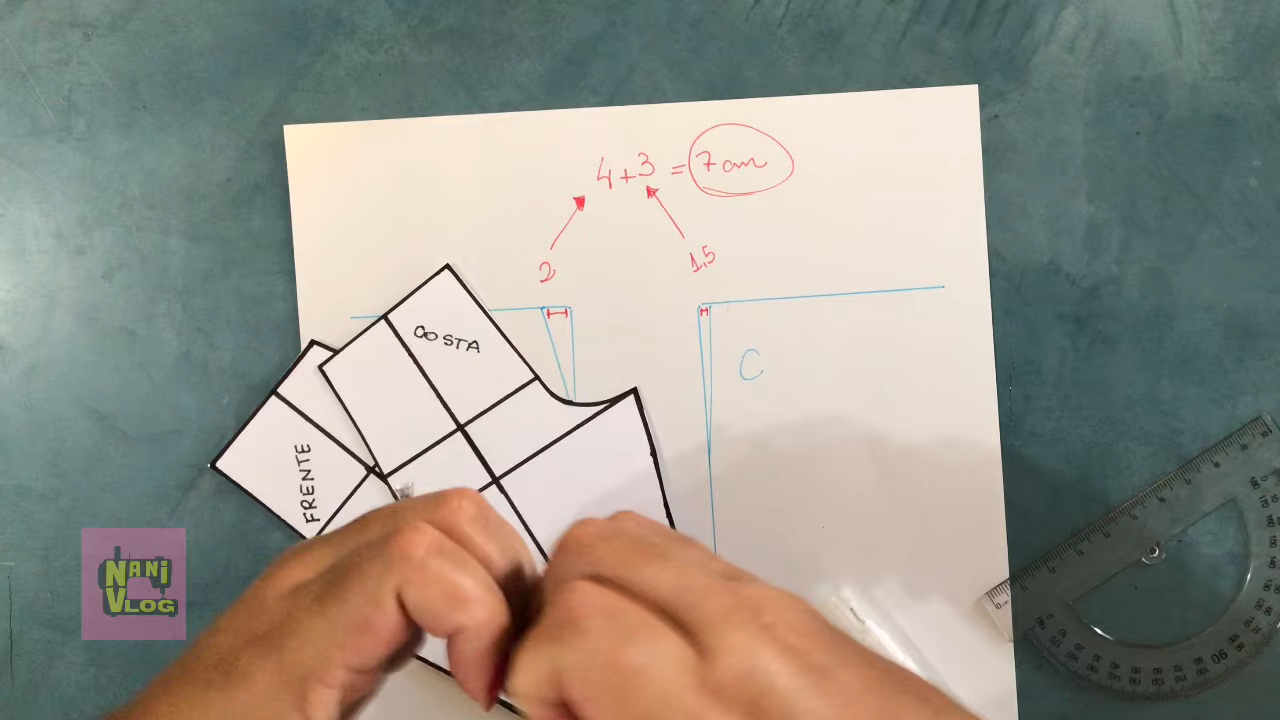 4+3 = 7cm
2
1,5
COSTA
C
FRENTE
NANI
VLOG